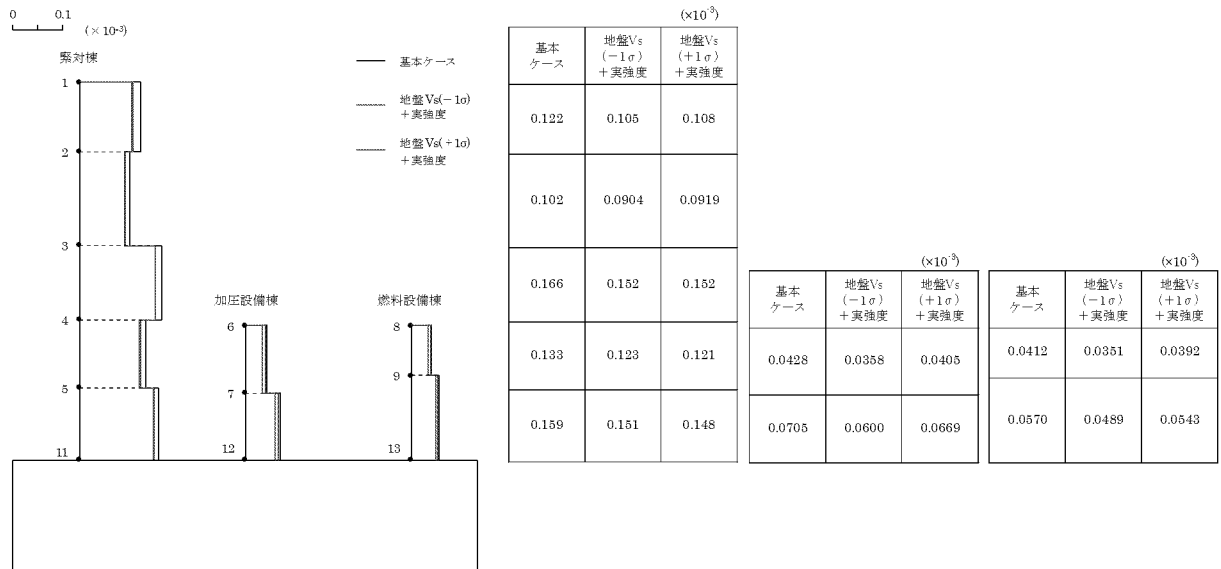 0 0.1
(×10⁻³)
緊対棟
1
2
3
4
5
11
加圧設備棟
6
7
12
燃料設備棟
8
9
13
基本ケース
地盤Vs(−1σ)
＋実強度
地盤Vs(+1σ)
＋実強度
(×10⁻³)
基本
ケース
地盤Vs
(−1σ)
＋実強度
地盤Vs
(+1σ)
＋実強度
0.122 0.105 0.108
0.102 0.0904 0.0919
0.166 0.152 0.152
0.133 0.123 0.121
0.159 0.151 0.148
(×10⁻³)
基本
ケース
地盤Vs
(−1σ)
＋実強度
地盤Vs
(+1σ)
＋実強度
0.0428 0.0358 0.0405
0.0705 0.0600 0.0669
(×10⁻³)
基本
ケース
地盤Vs
(−1σ)
＋実強度
地盤Vs
(+1σ)
＋実強度
0.0412 0.0351 0.0392
0.0570 0.0489 0.0543